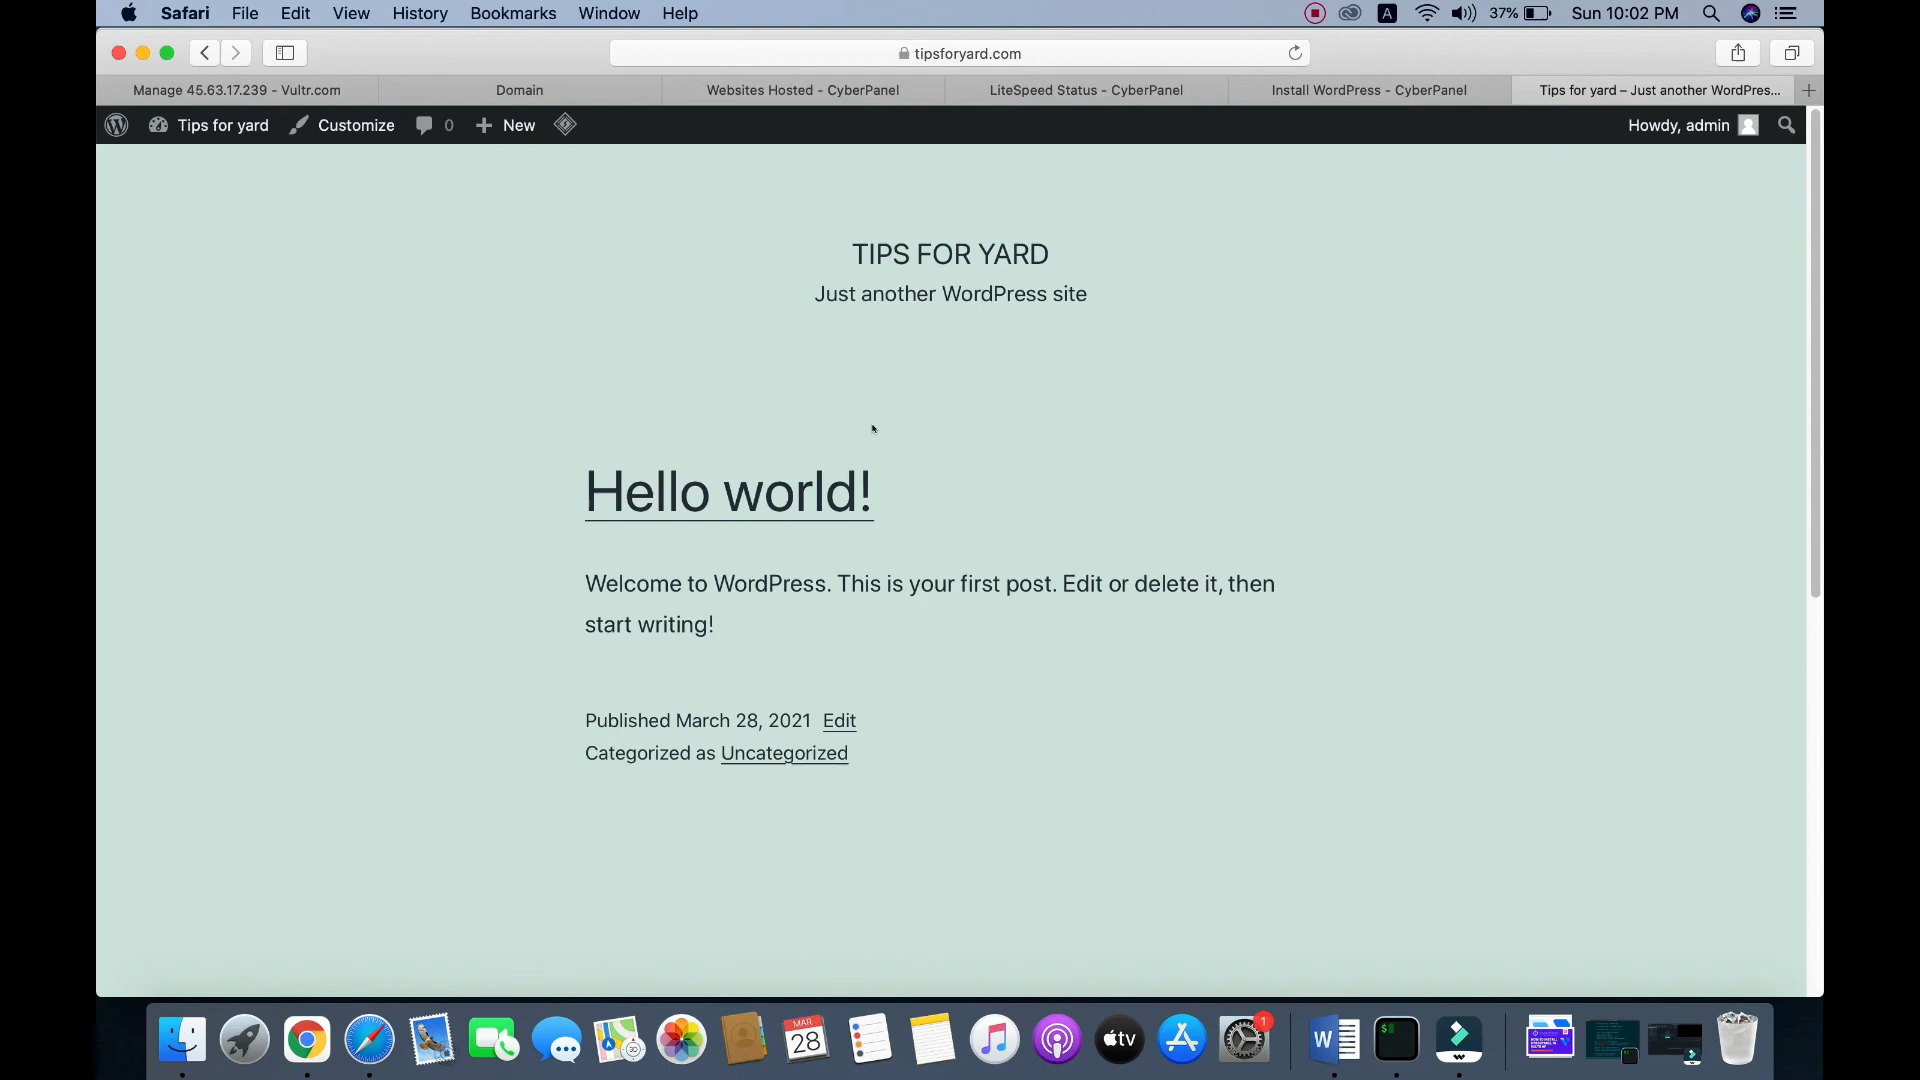 Safari File Edit View History Bookmarks Window Help A 37% Sun 10:02 PM
tipsforyard.com
Manage 45.63.17.239 - Vultr.com Domain Websites Hosted - CyberPanel LiteSpeed Status - CyberPanel Install WordPress - CyberPanel Tips for yard – Just another WordPres...
Tips for yard Customize 0 New Howdy, admin
TIPS FOR YARD
Just another WordPress site
Hello world!
Welcome to WordPress. This is your first post. Edit or delete it, then
start writing!
Published March 28, 2021 Edit
Categorized as Uncategorized
MAR
28
tv
1
W
$